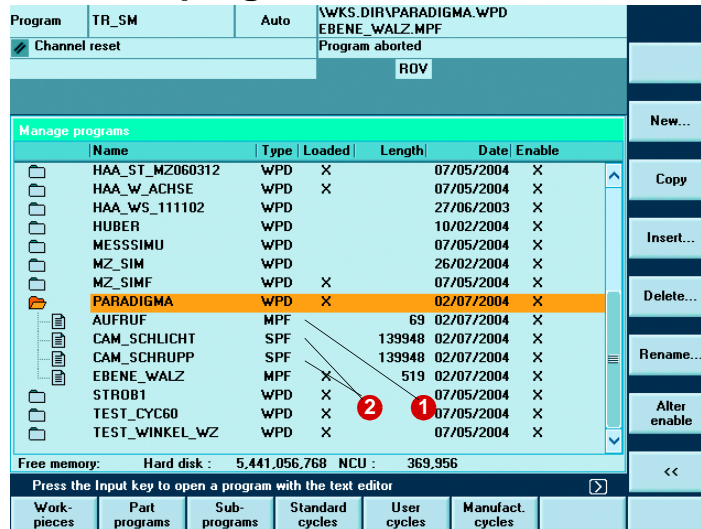 Program TR_SM Auto \WKS.DIR\PARADIGMA.WPD
EBENE_WALZ.MPF
Channel reset Program aborted
ROV
Manage programs
Name Type Loaded Length Date Enable
HAA_ST_MZ060312 WPD X 07/05/2004 X
HAA_W_ACHSE WPD X 07/05/2004 X
HAA_WS_111102 WPD 27/06/2003 X
HUBER WPD 10/02/2004 X
MESSSIMU WPD 07/05/2004 X
MZ_SIM WPD 26/02/2004 X
MZ_SIMF WPD X 07/05/2004 X
PARADIGMA WPD X 02/07/2004 X
AUFRUF MPF 69 02/07/2004 X
CAM_SCHLICHT SPF 139948 02/07/2004 X
CAM_SCHRUPP SPF 139948 02/07/2004 X
EBENE_WALZ MPF X 519 02/07/2004 X
STROB1 WPD X 07/05/2004 X
TEST_CYC60 WPD X 07/05/2004 X
TEST_WINKEL_WZ WPD X 07/05/2004 X
2 1
Free memory: Hard disk : 5,441,056,768 NCU : 369,956
Press the Input key to open a program with the text editor
New...
Copy
Insert...
Delete...
Rename...
Alter
enable
<<
Work-
pieces
Part
programs
Sub-
programs
Standard
cycles
User
cycles
Manufact.
cycles